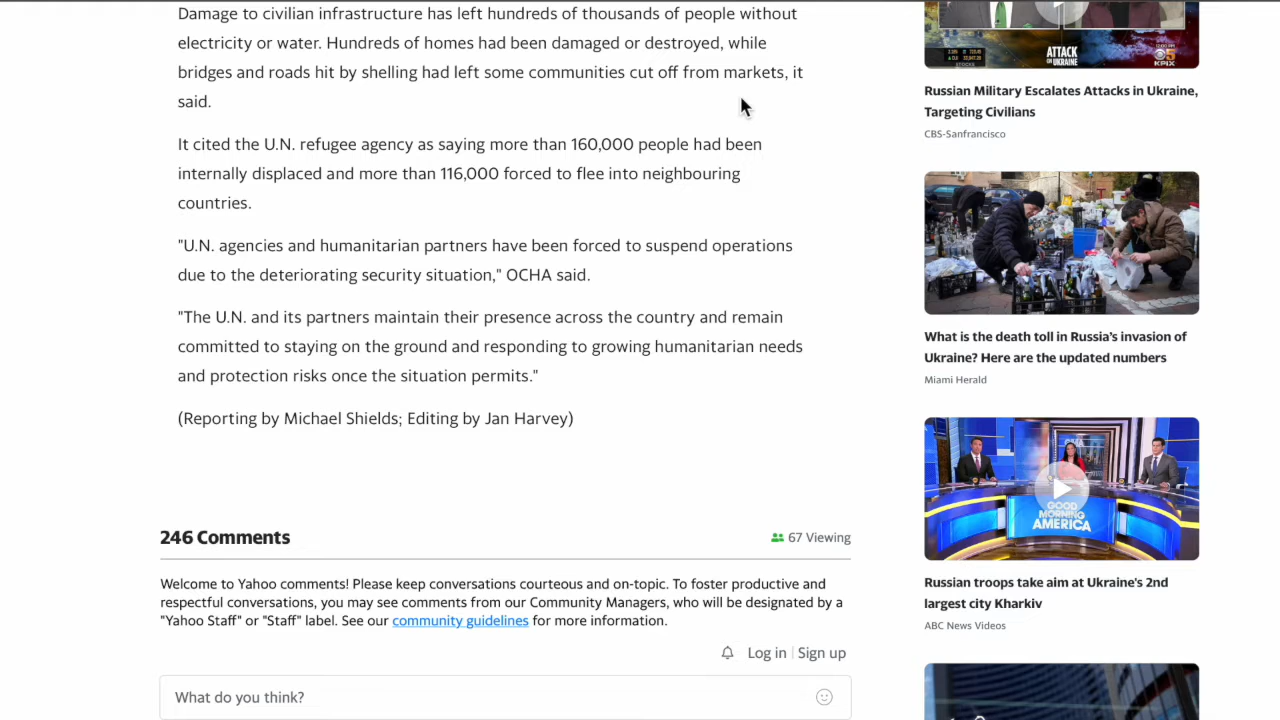 Damage to civilian infrastructure has left hundreds of thousands of people without
electricity or water. Hundreds of homes had been damaged or destroyed, while
bridges and roads hit by shelling had left some communities cut off from markets, it
said.
It cited the U.N. refugee agency as saying more than 160,000 people had been
internally displaced and more than 116,000 forced to flee into neighbouring
countries.
"U.N. agencies and humanitarian partners have been forced to suspend operations
due to the deteriorating security situation," OCHA said.
"The U.N. and its partners maintain their presence across the country and remain
committed to staying on the ground and responding to growing humanitarian needs
and protection risks once the situation permits."
(Reporting by Michael Shields; Editing by Jan Harvey)
246 Comments
67 Viewing
Welcome to Yahoo comments! Please keep conversations courteous and on-topic. To foster productive and
respectful conversations, you may see comments from our Community Managers, who will be designated by a
"Yahoo Staff" or "Staff" label. See our community guidelines for more information.
Log in | Sign up
What do you think?
STOCKS
ATTACK
ON UKRAINE
5
KPIX
Russian Military Escalates Attacks in Ukraine,
Targeting Civilians
CBS-Sanfrancisco
What is the death toll in Russia’s invasion of
Ukraine? Here are the updated numbers
Miami Herald
GMA
GOOD
MORNING
AMERICA
Russian troops take aim at Ukraine's 2nd
largest city Kharkiv
ABC News Videos